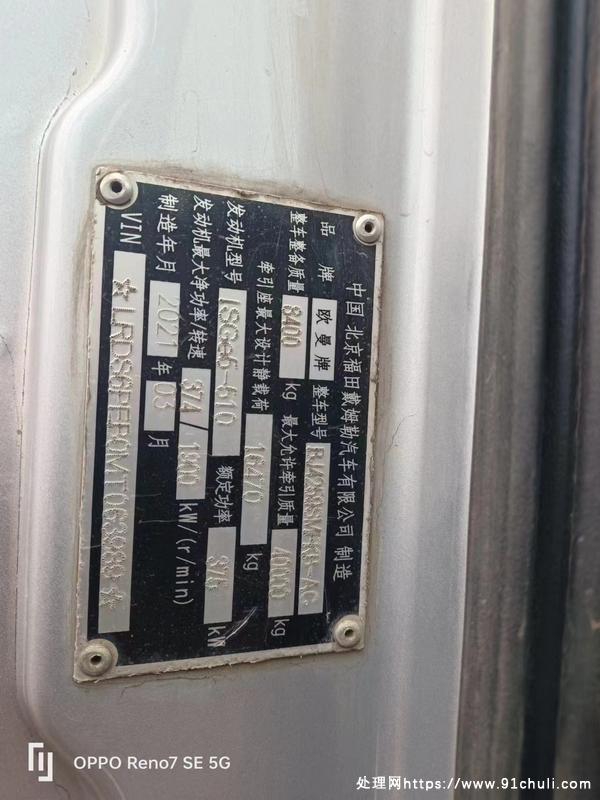 中国 北京福田戴姆勒汽车有限公司 制造
品牌 欧曼牌 整车型号
整车整备质量 8400 kg 最大允许牵引质量 40000 kg
牵引座最大设计静载荷 16470 kg
发动机型号 额定功率 kW
发动机最大净功率/转速 374/1900 kW/(r/min)
制造年月 2021 年 03 月
VIN
OPPO Reno7 SE 5G
处理网https://www.91chuli.com